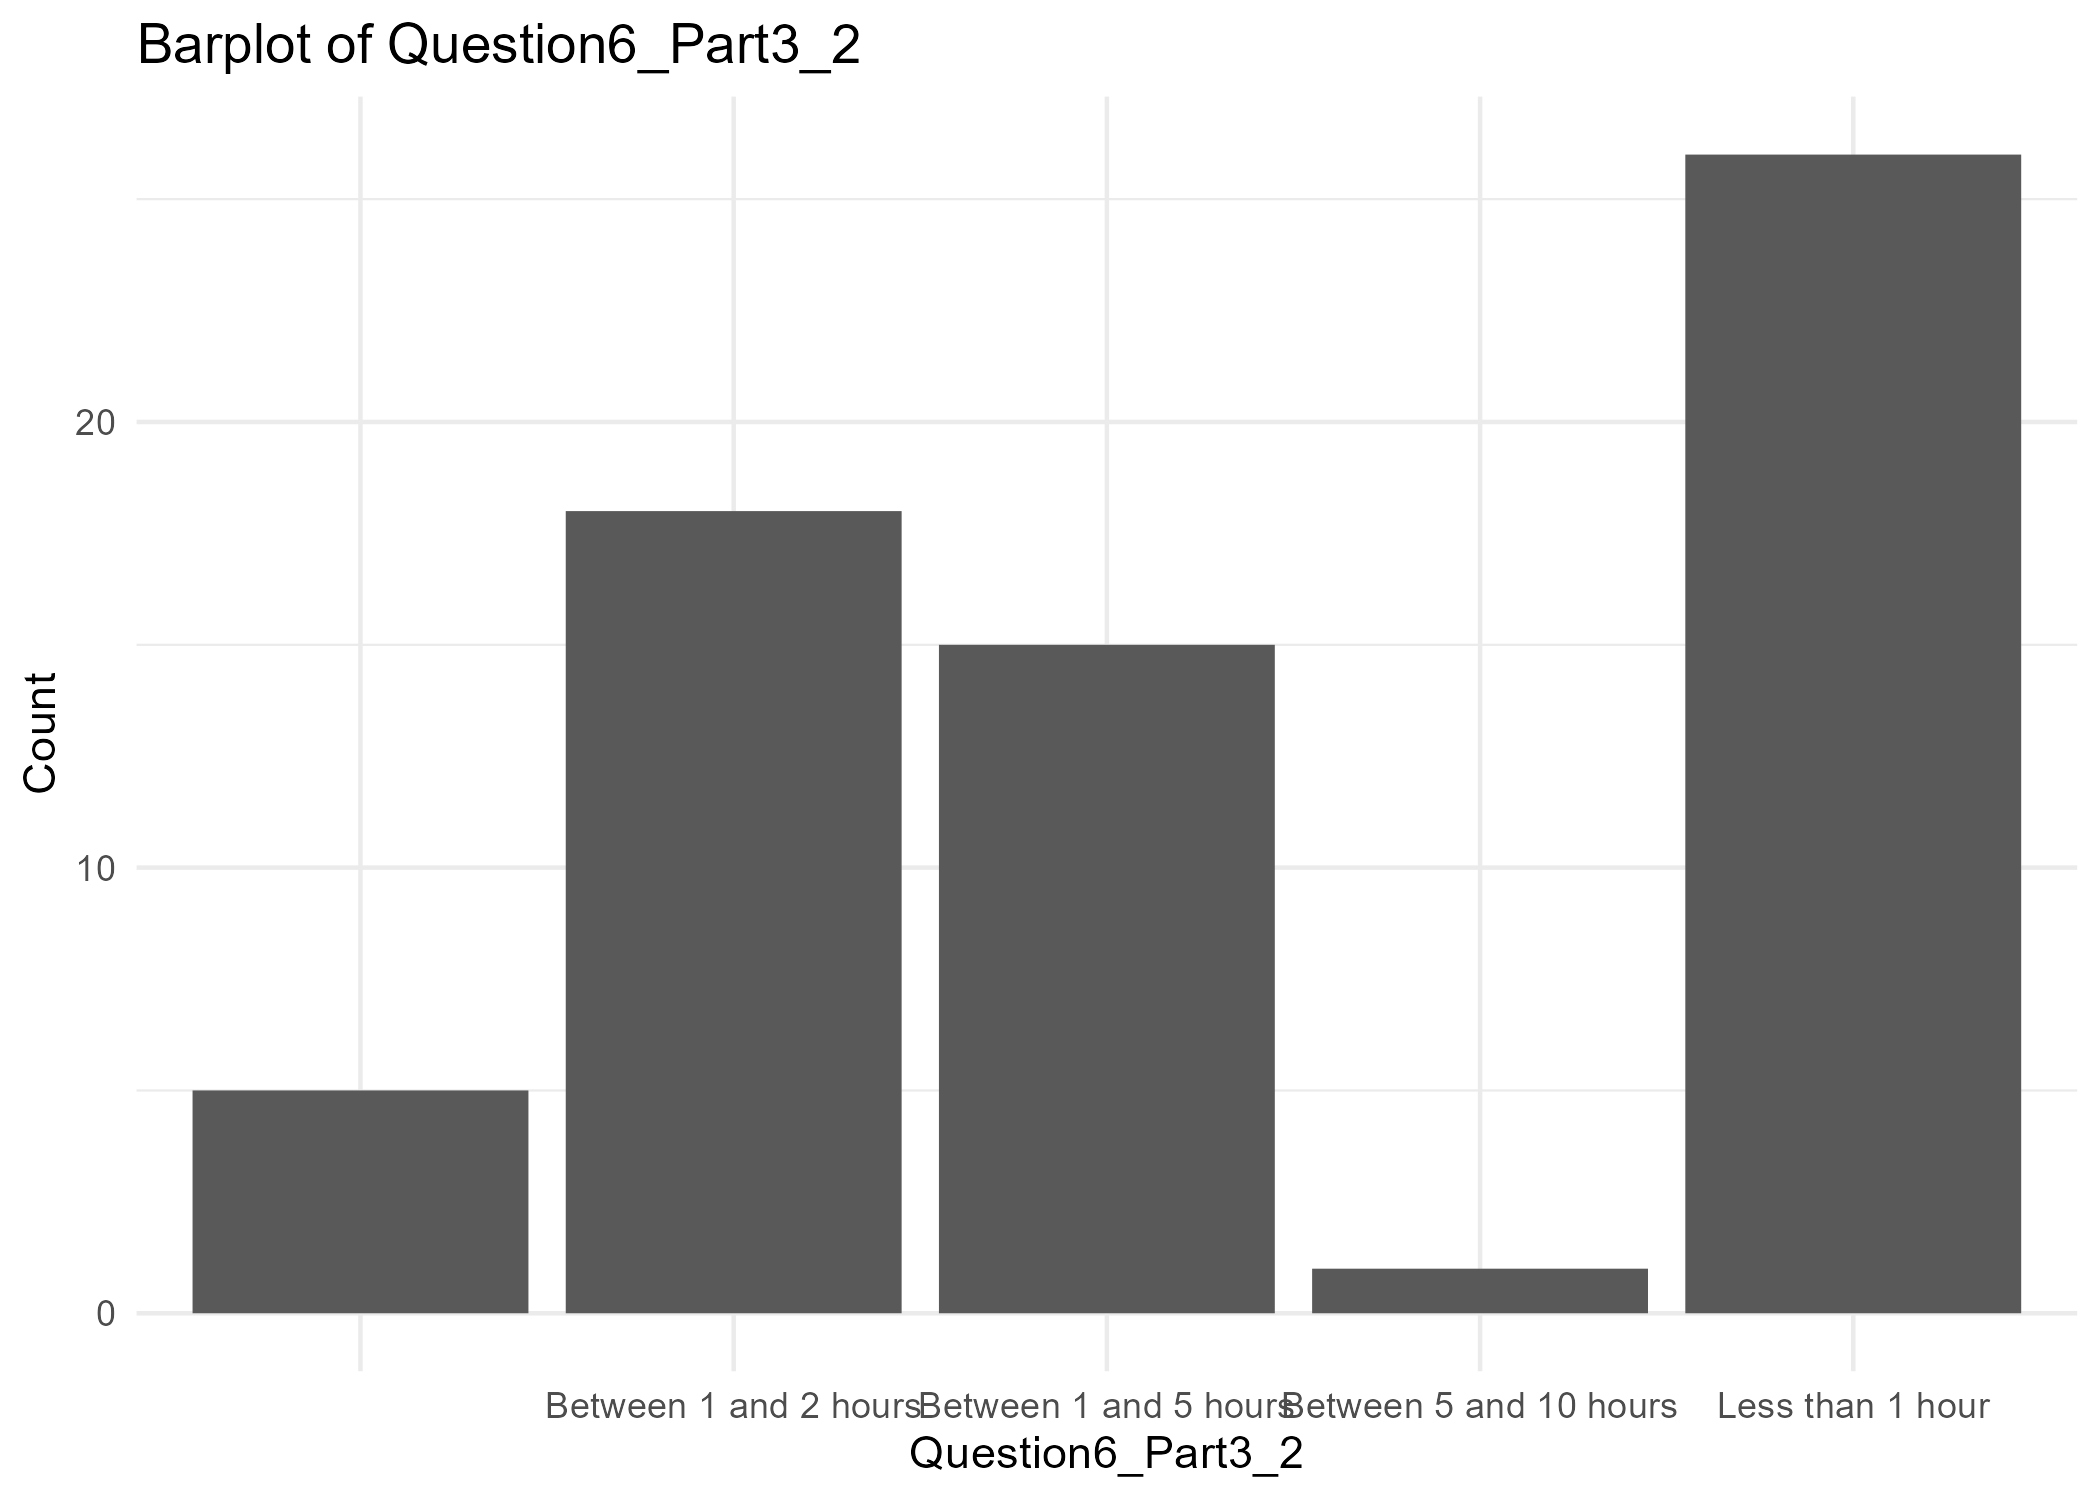 Barplot of Question6_Part3_2
Count
20
10
0
Between 1 and 2 hours
Between 1 and 5 hours
Between 5 and 10 hours
Less than 1 hour
Question6_Part3_2